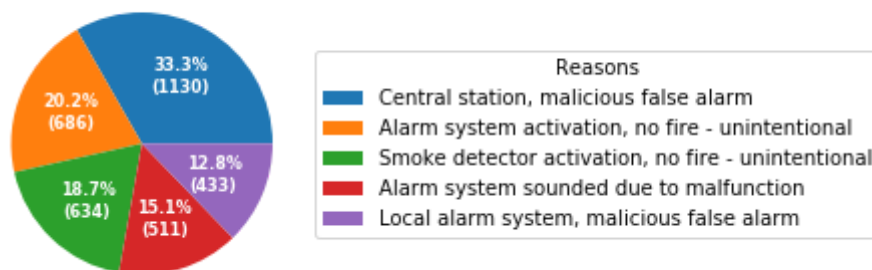 33.3%
(1130)
20.2%
(686)
18.7%
(634)
15.1%
(511)
12.8%
(433)
Reasons
Central station, malicious false alarm
Alarm system activation, no fire - unintentional
Smoke detector activation, no fire - unintentional
Alarm system sounded due to malfunction
Local alarm system, malicious false alarm